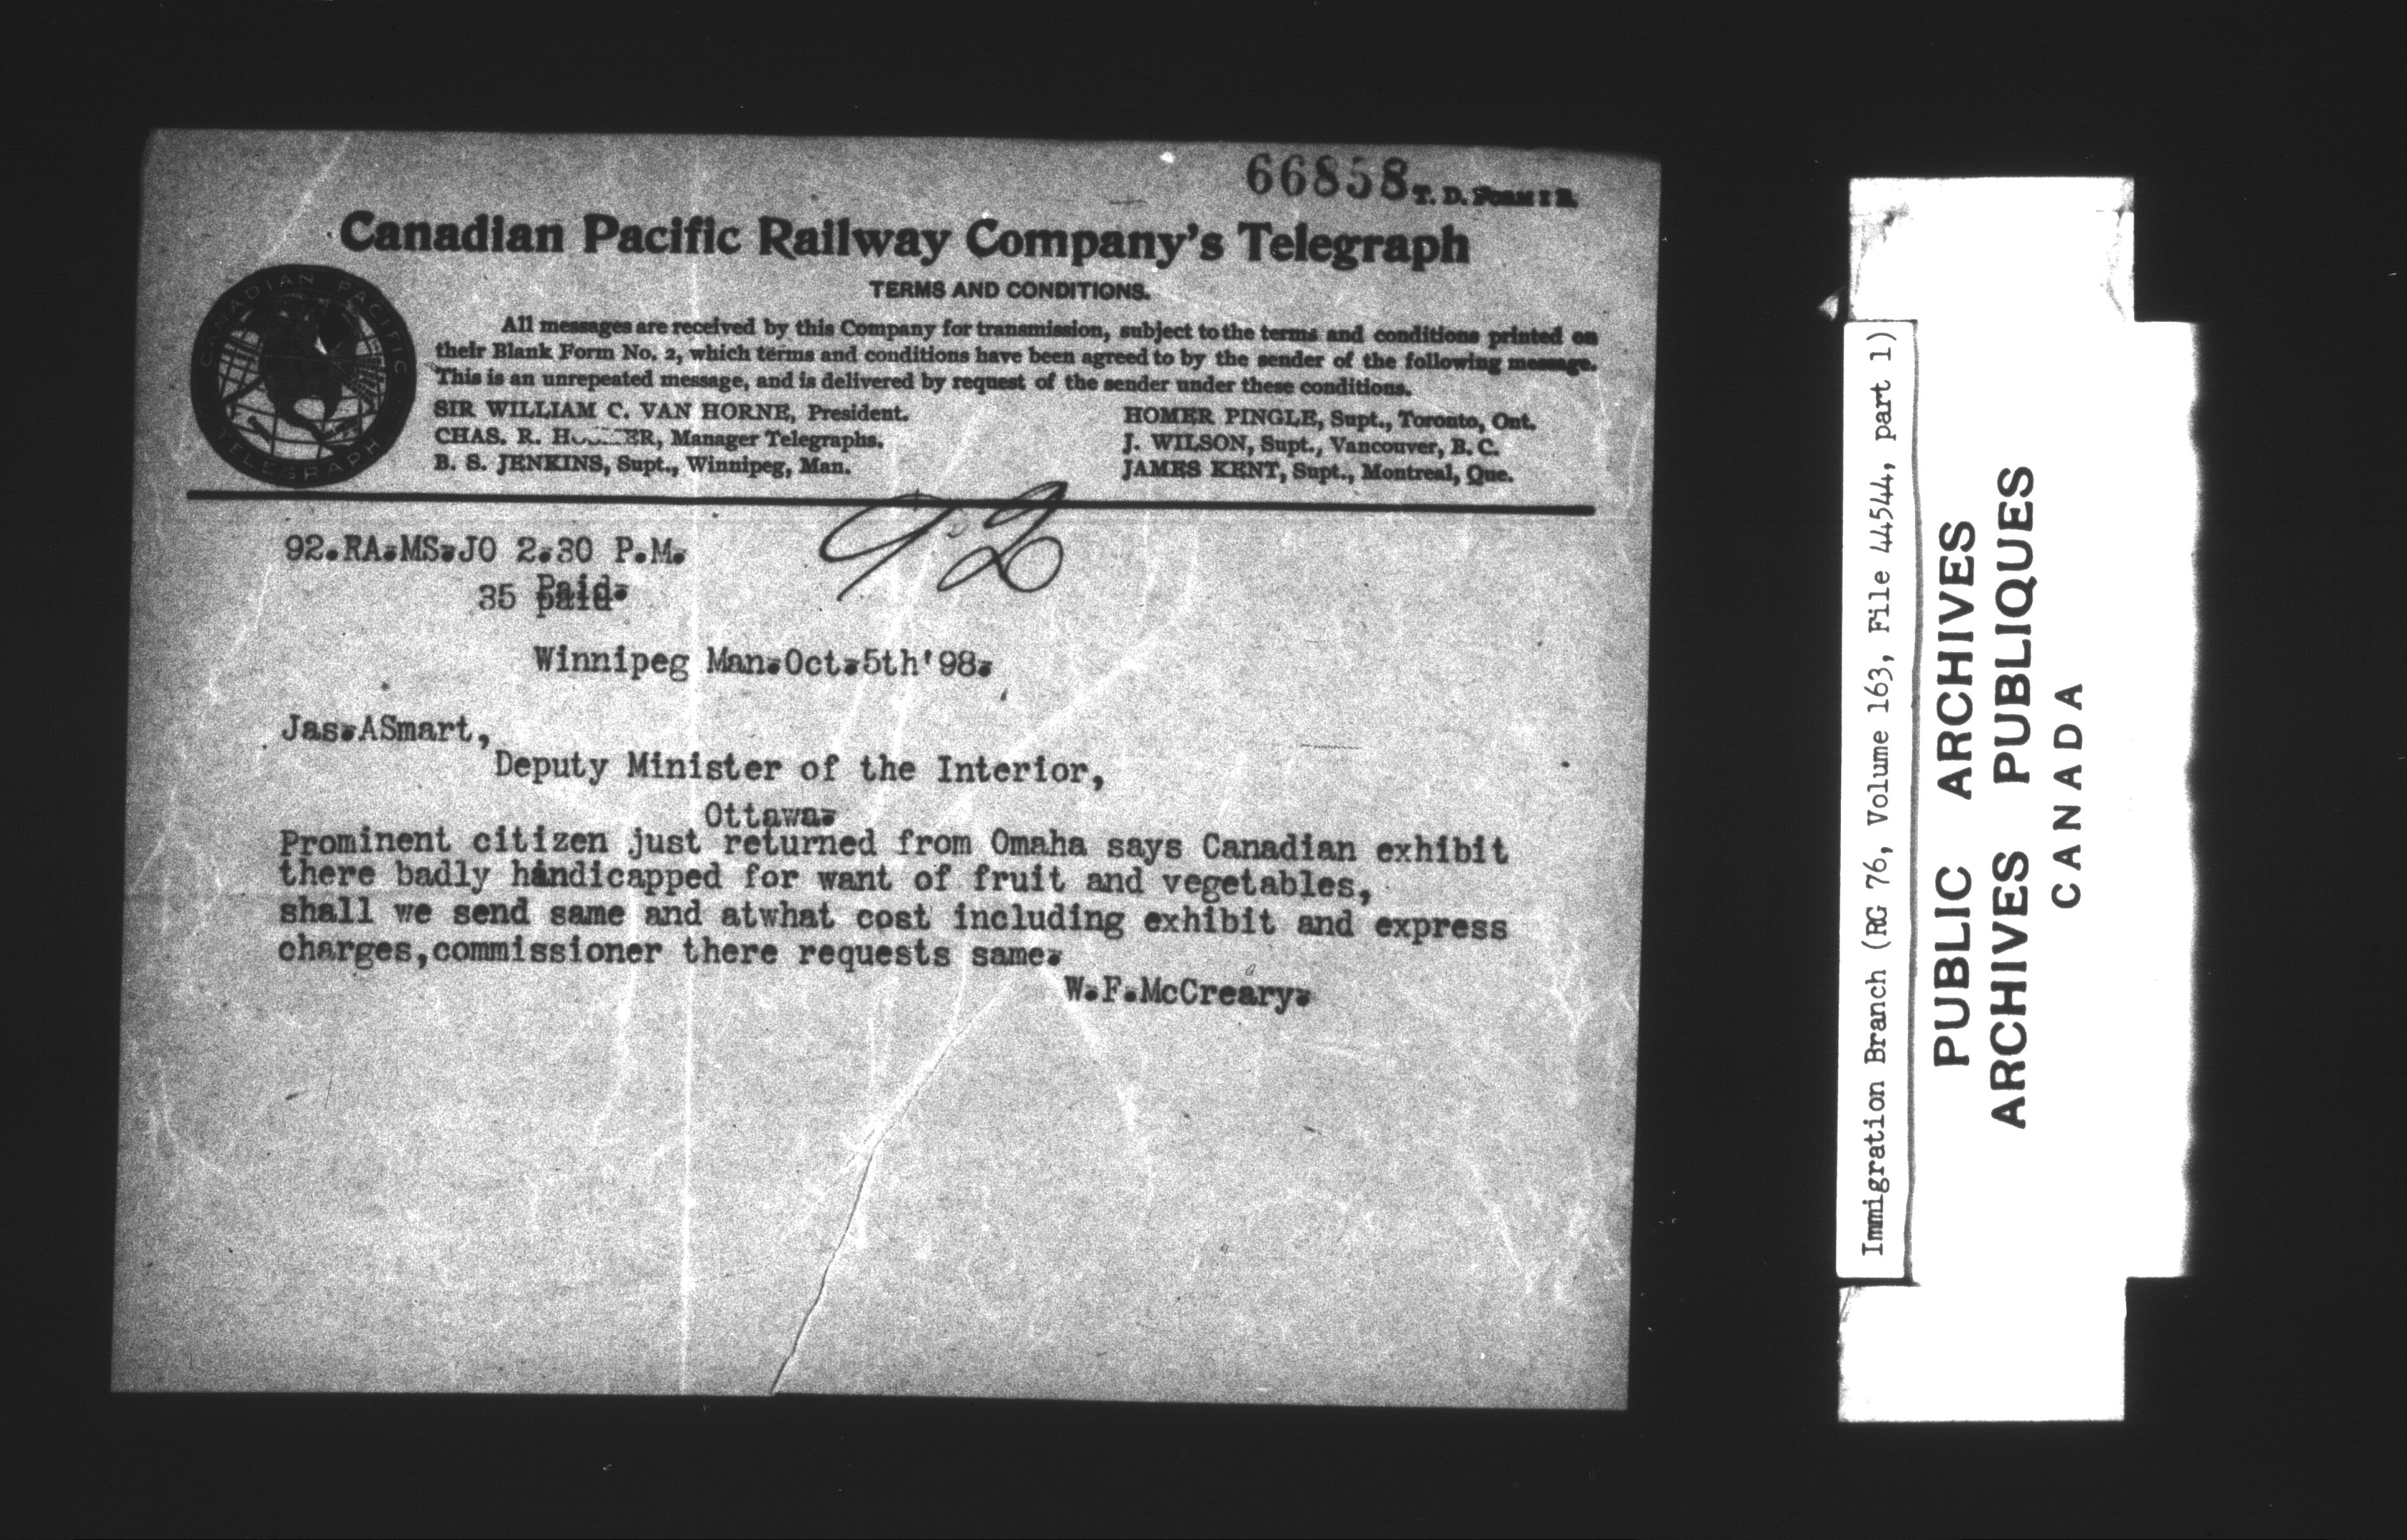 66858 T. D. FORM 1 B.
Canadian Pacific Railway Company's Telegraph
TERMS AND CONDITIONS.
All messages are received by this Company for transmission, subject to the terms and conditions printed on
their Blank Form No. 2, which terms and conditions have been agreed to by the sender of the following message.
This is an unrepeated message, and is delivered by request of the sender under these conditions.
SIR WILLIAM C. VAN HORNE, President.
CHAS. R. , Manager Telegraphs.
B. S. JENKINS, Supt., Winnipeg, Man.
HOMER PINGLE, Supt., Toronto, Ont.
J. WILSON, Supt., Vancouver, B. C.
JAMES KENT, Supt., Montreal, Que.
CANADIAN PACIFIC
TELEGRAPH
92.RA.MS.JO 2.30 P.M.
35 Paid.
Winnipeg Man.Oct.5th'98.
Jas.ASmart,
Deputy Minister of the Interior,
Ottawa.
Prominent citizen just returned from Omaha says Canadian exhibit
there badly handicapped for want of fruit and vegetables,
shall we send same and atwhat cost including exhibit and express
charges,commissioner there requests same.
W.F.McCreary.
Immigration Branch (RG 76, Volume 163, File 44544, part 1)
PUBLIC ARCHIVES
ARCHIVES PUBLIQUES
CANADA